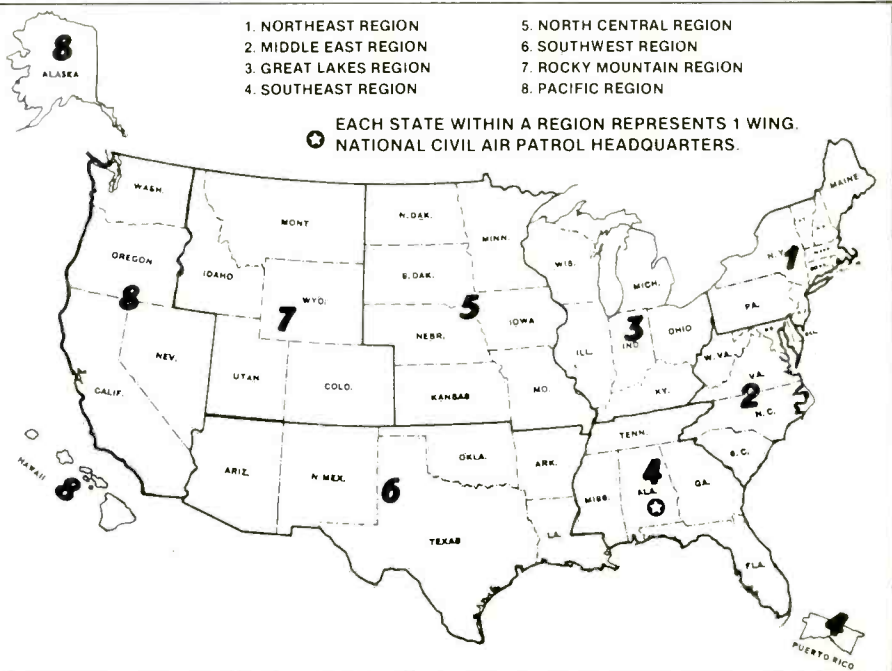 1. NORTHEAST REGION
2. MIDDLE EAST REGION
3. GREAT LAKES REGION
4. SOUTHEAST REGION
5. NORTH CENTRAL REGION
6. SOUTHWEST REGION
7. ROCKY MOUNTAIN REGION
8. PACIFIC REGION
EACH STATE WITHIN A REGION REPRESENTS 1 WING.
NATIONAL CIVIL AIR PATROL HEADQUARTERS.
8
ALASKA
WASH.
OREGON
8
CALIF.
NEV.
IDAHO
MONT
WYO.
7
UTAH
COLO.
ARIZ.
N MEX.
N. DAK.
S. DAK.
NEBR.
KANSAS
MINN.
5
IOWA
MO.
OKLA.
6
TEXAS
ARK.
LA.
WIS.
MICH.
ILL.
3
IND.
OHIO
KY.
TENN.
MISS.
4
ALA.
GA.
FLA.
S. C.
N.C.
2
VA.
W. VA.
PA.
DEL.
N.Y.
1
MAINE
HAWAII
8
4
PUERTO RICO